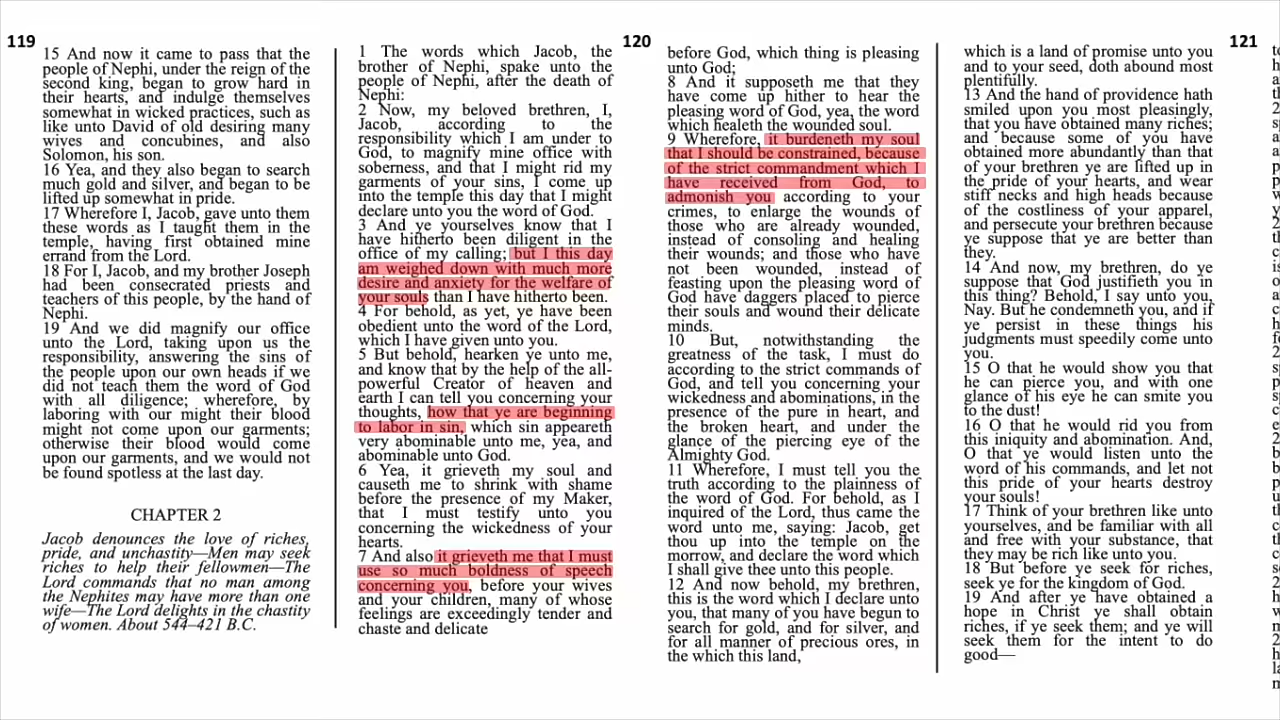 119
15 And now it came to pass that the
people of Nephi, under the reign of the
second king, began to grow hard in
their hearts, and indulge themselves
somewhat in wicked practices, such as
like unto David of old desiring many
wives and concubines, and also
Solomon, his son.
16 Yea, and they also began to search
much gold and silver, and began to be
lifted up somewhat in pride.
17 Wherefore I, Jacob, gave unto them
these words as I taught them in the
temple, having first obtained mine
errand from the Lord.
18 For I, Jacob, and my brother Joseph
had been consecrated priests and
teachers of this people, by the hand of
Nephi.
19 And we did magnify our office
unto the Lord, taking upon us the
responsibility, answering the sins of
the people upon our own heads if we
did not teach them the word of God
with all diligence; wherefore, by
laboring with our might their blood
might not come upon our garments;
otherwise their blood would come
upon our garments, and we would not
be found spotless at the last day.
CHAPTER 2
Jacob denounces the love of riches,
pride, and unchastity—Men may seek
riches to help their fellowmen—The
Lord commands that no man among
the Nephites may have more than one
wife—The Lord delights in the chastity
of women. About 544–421 B.C.
1 The words which Jacob, the
brother of Nephi, spake unto the
people of Nephi, after the death of
Nephi:
2 Now, my beloved brethren, I,
Jacob, according to the
responsibility which I am under to
God, to magnify mine office with
soberness, and that I might rid my
garments of your sins, I come up
into the temple this day that I might
declare unto you the word of God.
3 And ye yourselves know that I
have hitherto been diligent in the
office of my calling; but I this day
am weighed down with much more
desire and anxiety for the welfare of
your souls than I have hitherto been.
4 For behold, as yet, ye have been
obedient unto the word of the Lord,
which I have given unto you.
5 But behold, hearken ye unto me,
and know that by the help of the all-
powerful Creator of heaven and
earth I can tell you concerning your
thoughts, how that ye are beginning
to labor in sin, which sin appeareth
very abominable unto me, yea, and
abominable unto God.
6 Yea, it grieveth my soul and
causeth me to shrink with shame
before the presence of my Maker,
that I must testify unto you
concerning the wickedness of your
hearts.
7 And also it grieveth me that I must
use so much boldness of speech
concerning you, before your wives
and your children, many of whose
feelings are exceedingly tender and
chaste and delicate
120
before God, which thing is pleasing
unto God;
8 And it supposeth me that they
have come up hither to hear the
pleasing word of God, yea, the word
which healeth the wounded soul.
9 Wherefore, it burdeneth my soul
that I should be constrained, because
of the strict commandment which I
have received from God, to
admonish you according to your
crimes, to enlarge the wounds of
those who are already wounded,
instead of consoling and healing
their wounds; and those who have
not been wounded, instead of
feasting upon the pleasing word of
God have daggers placed to pierce
their souls and wound their delicate
minds.
10 But, notwithstanding the
greatness of the task, I must do
according to the strict commands of
God, and tell you concerning your
wickedness and abominations, in the
presence of the pure in heart, and
the broken heart, and under the
glance of the piercing eye of the
Almighty God.
11 Wherefore, I must tell you the
truth according to the plainness of
the word of God. For behold, as I
inquired of the Lord, thus came the
word unto me, saying: Jacob, get
thou up into the temple on the
morrow, and declare the word which
I shall give thee unto this people.
12 And now behold, my brethren,
this is the word which I declare unto
you, that many of you have begun to
search for gold, and for silver, and
for all manner of precious ores, in
the which this land,
which is a land of promise unto you
and to your seed, doth abound most
plentifully.
13 And the hand of providence hath
smiled upon you most pleasingly,
that you have obtained many riches;
and because some of you have
obtained more abundantly than that
of your brethren ye are lifted up in
the pride of your hearts, and wear
stiff necks and high heads because
of the costliness of your apparel,
and persecute your brethren because
ye suppose that ye are better than
they.
14 And now, my brethren, do ye
suppose that God justifieth you in
this thing? Behold, I say unto you,
Nay. But he condemneth you, and if
ye persist in these things his
judgments must speedily come unto
you.
15 O that he would show you that
he can pierce you, and with one
glance of his eye he can smite you
to the dust!
16 O that he would rid you from
this iniquity and abomination. And,
O that ye would listen unto the
word of his commands, and let not
this pride of your hearts destroy
your souls!
17 Think of your brethren like unto
yourselves, and be familiar with all
and free with your substance, that
they may be rich like unto you.
18 But before ye seek for riches,
seek ye for the kingdom of God.
19 And after ye have obtained a
hope in Christ ye shall obtain
riches, if ye seek them; and ye will
seek them for the intent to do
good—
121